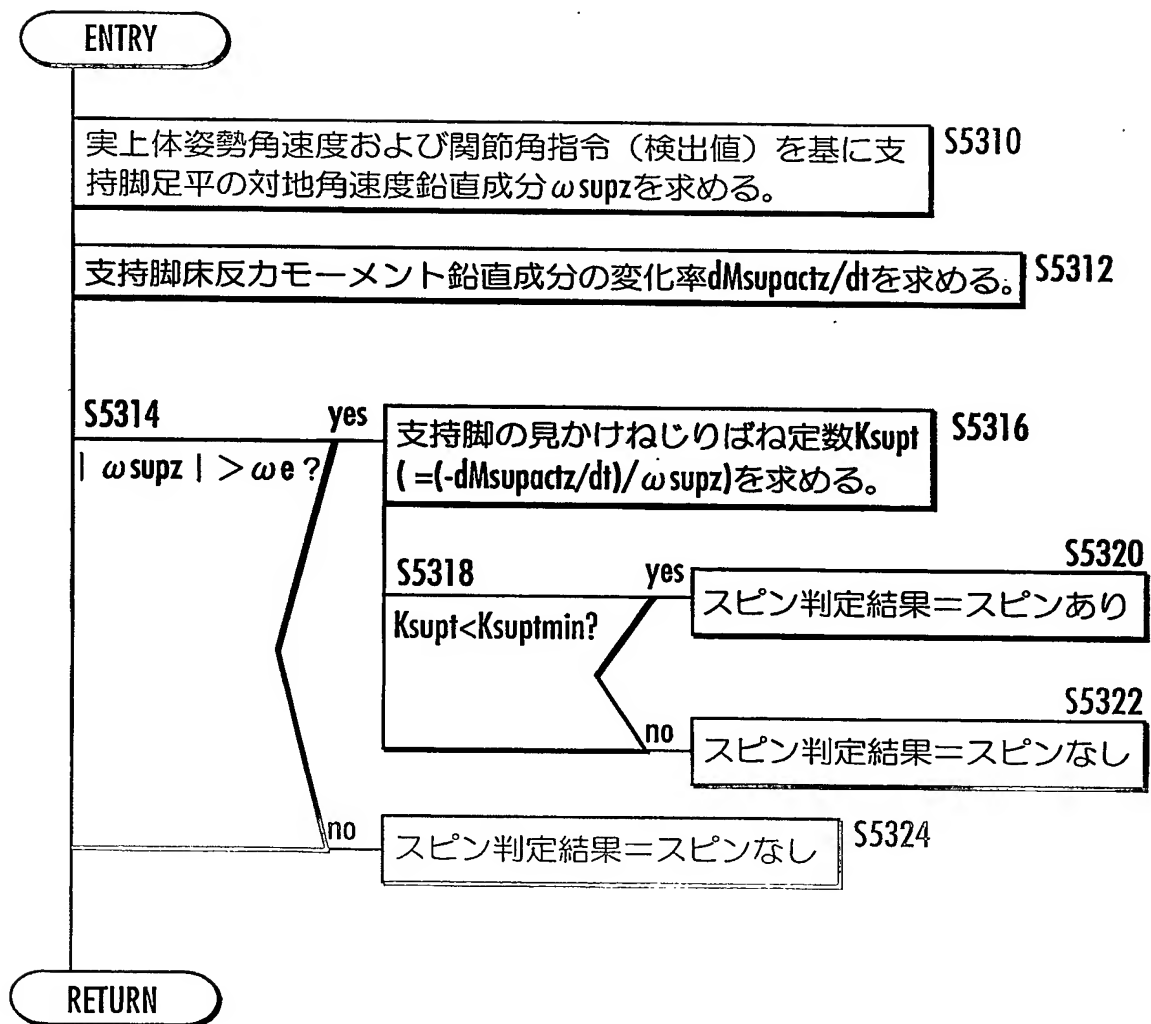 ENTRY
実上体姿勢角速度および関節角指令（検出値）を基に支
持脚足平の対地角速度鉛直成分ωsupzを求める。
S5310
支持脚床反力モーメント鉛直成分の変化率dMsupactz/dtを求める。
S5312
S5314
yes
| ωsupz | ＞ωe？
支持脚の見かけねじりばね定数Ksupt
( =(-dMsupactz/dt)/ωsupz)を求める。
S5316
S5318
yes
Ksupt<Ksuptmin?
S5320
スピン判定結果＝スピンあり
S5322
no
スピン判定結果＝スピンなし
no
スピン判定結果＝スピンなし
S5324
RETURN